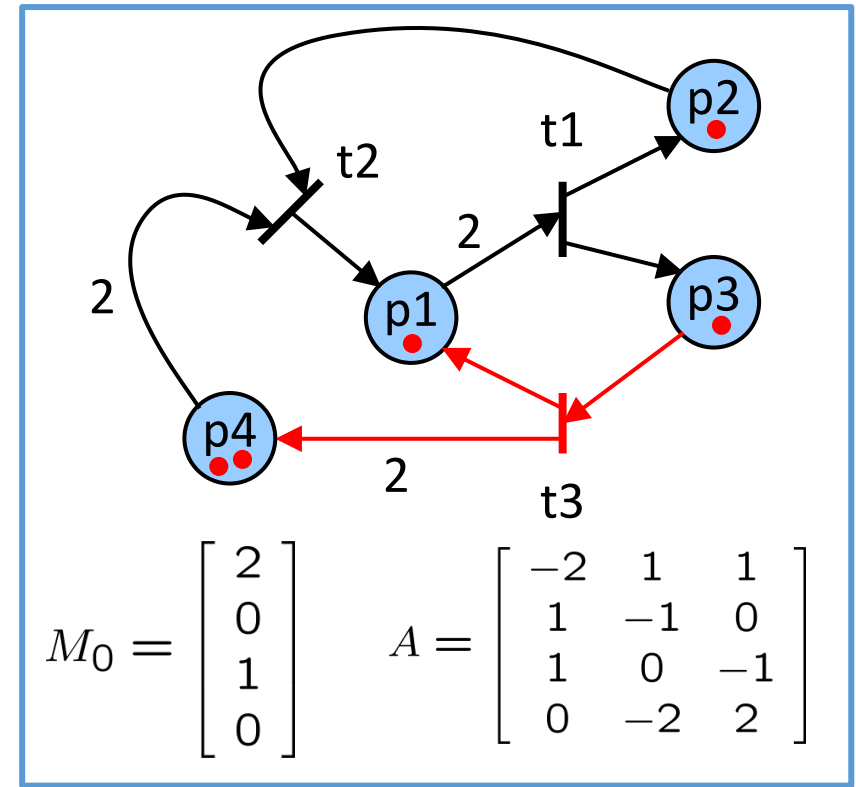 p2
t1
t2
2
p3
2
p1
p4
2
t3
M₀ = [ 2 0 1 0 ]
A = [ −2 1 1
1 −1 0
1 0 −1
0 −2 2 ]